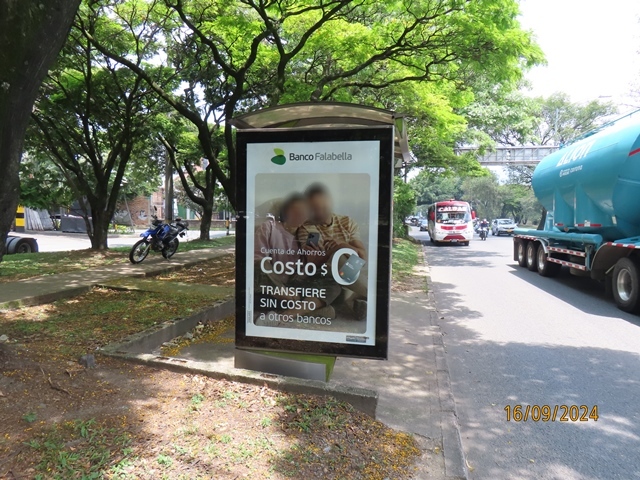 Banco Falabella
Cuenta de Ahorros
Costo $0
TRANSFIERE
SIN COSTO
a otros bancos
16/09/2024